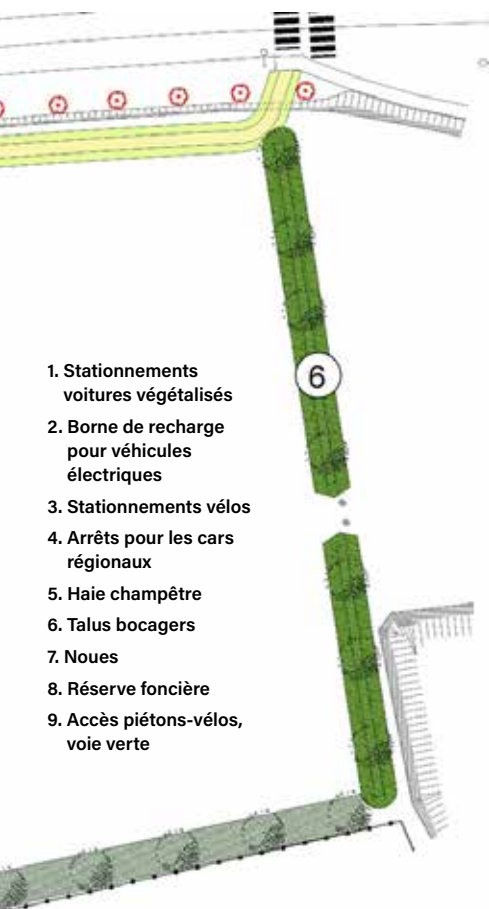 6
1. Stationnements
voitures végétalisés
2. Borne de recharge
pour véhicules
électriques
3. Stationnements vélos
4. Arrêts pour les cars
régionaux
5. Haie champêtre
6. Talus bocagers
7. Noues
8. Réserve foncière
9. Accès piétons-vélos,
voie verte